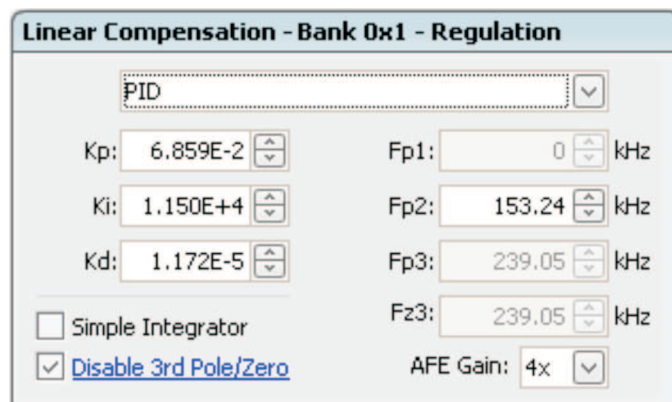 Linear Compensation - Bank 0x1 - Regulation
PID
Kp: 6.859E-2 Fp1: 0 kHz
Ki: 1.150E+4 Fp2: 153.24 kHz
Kd: 1.172E-5 Fp3: 239.05 kHz
Simple Integrator Fz3: 239.05 kHz
Disable 3rd Pole/Zero AFE Gain: 4x